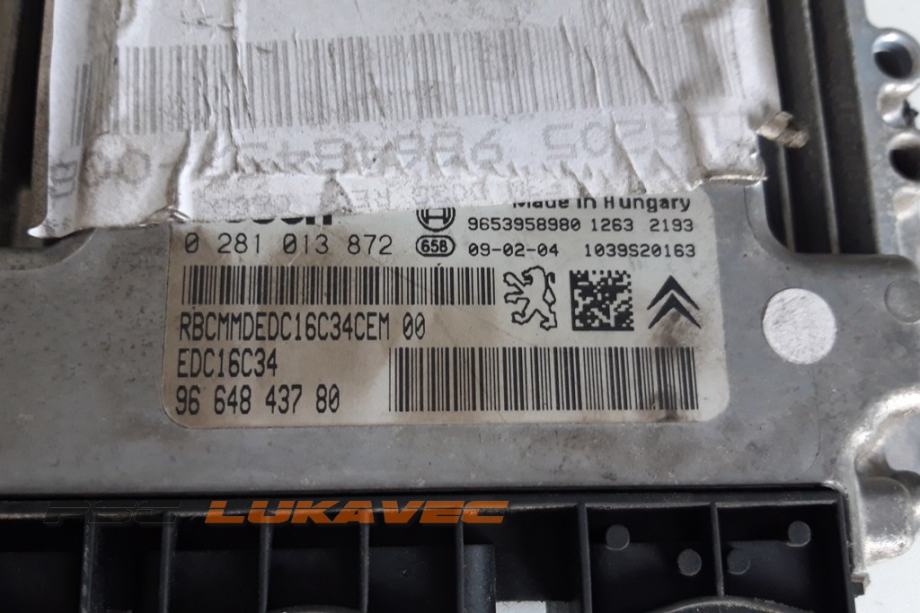 Made in Hungary
9653958980 1263 2193
0 281 013 872
658
09-02-04
1039S20163
RBCMMDEDC16C34CEM 00
EDC16C34
96 648 437 80
LUKAVEC